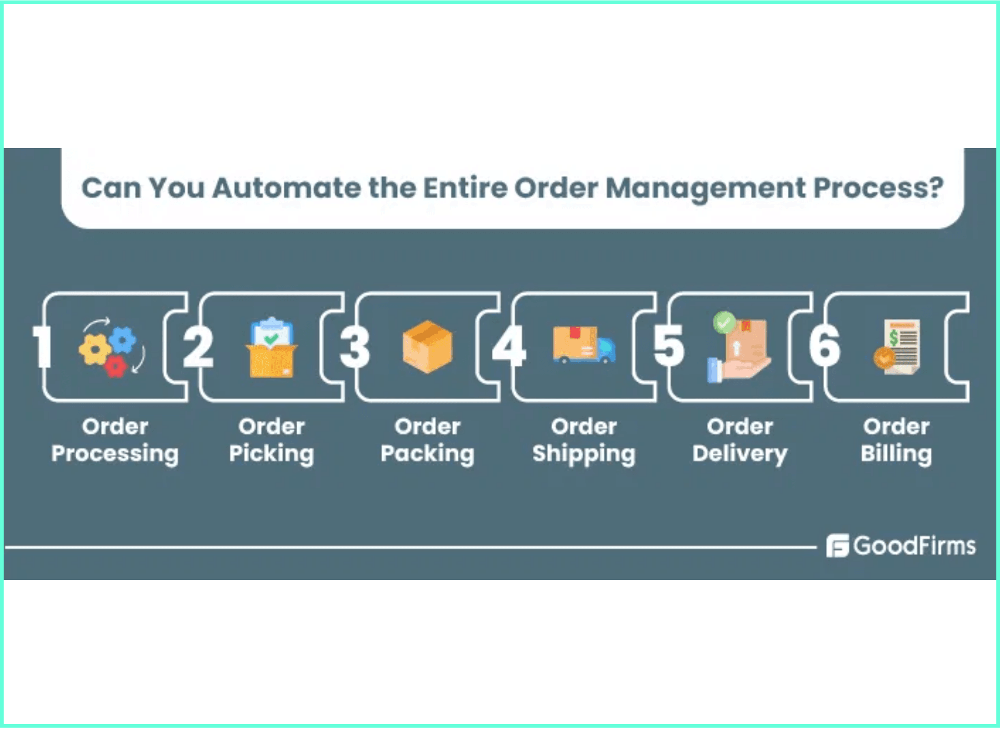 Can You Automate the Entire Order Management Process?
1
2
3
4
5
6
Order
Processing
Order
Picking
Order
Packing
Order
Shipping
Order
Delivery
Order
Billing
$
GoodFirms